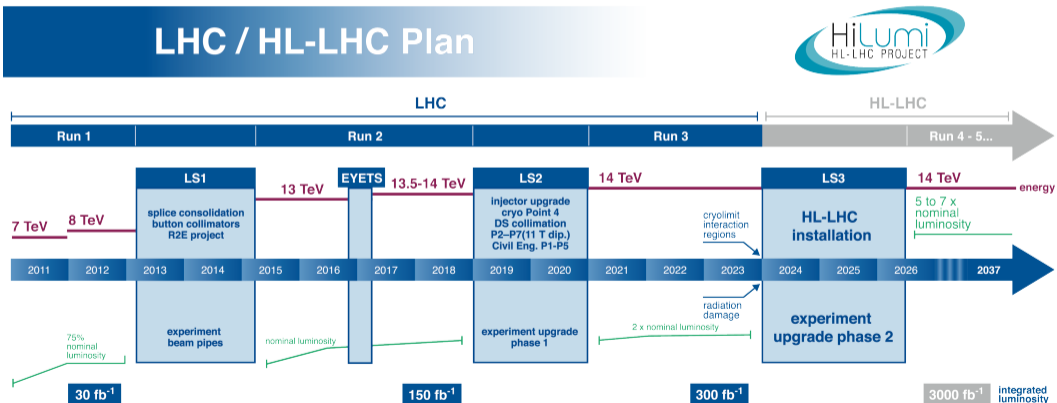 LHC / HL-LHC Plan
HiLumi
HL-LHC PROJECT
LHC
HL-LHC
Run 1
Run 2
Run 3
Run 4 - 5...
LS1
EYETS
LS2
LS3
7 TeV
8 TeV
13 TeV
13.5-14 TeV
14 TeV
14 TeV
energy
splice consolidation
button collimators
R2E project
injector upgrade
cryo Point 4
DS collimation
P2–P7(11 T dip.)
Civil Eng. P1-P5
cryolimit
interaction
regions
HL-LHC
installation
5 to 7 x
nominal
luminosity
2011 2012 2013 2014 2015 2016 2017 2018 2019 2020 2021 2022 2023 2024 2025 2026 2037
75%
nominal
luminosity
experiment
beam pipes
nominal luminosity
experiment upgrade
phase 1
2 x nominal luminosity
radiation
damage
experiment
upgrade phase 2
30 fb⁻¹
150 fb⁻¹
300 fb⁻¹
3000 fb⁻¹
integrated
luminosity